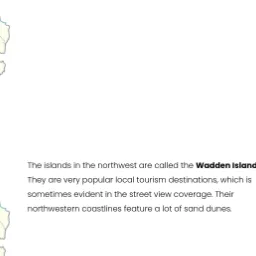 The islands in the northwest are called the Wadden Island
They are very popular local tourism destinations, which is
sometimes evident in the street view coverage. Their
northwestern coastlines feature a lot of sand dunes.